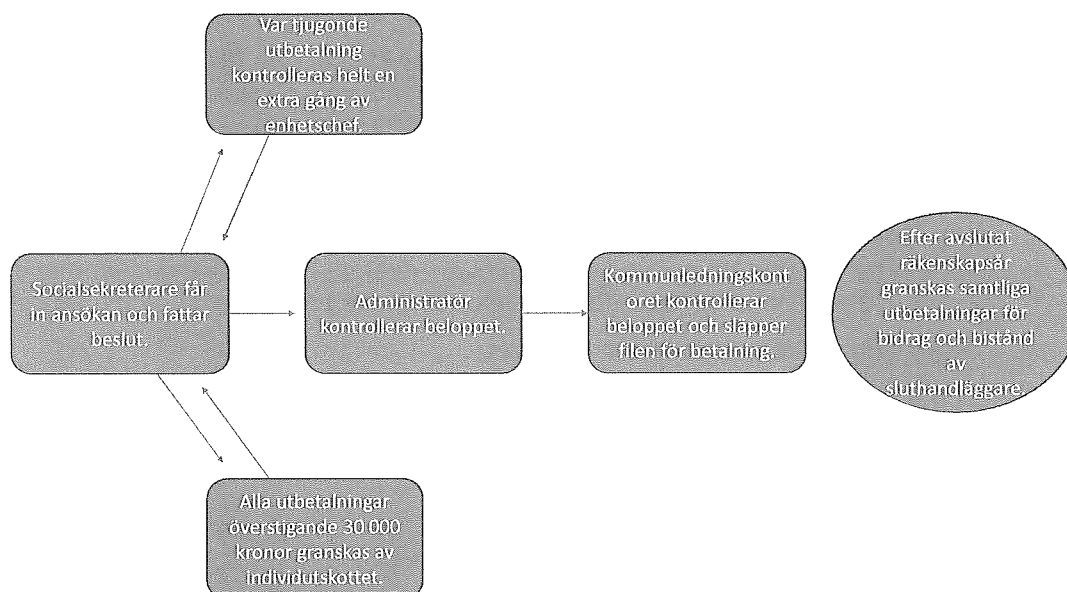 Var tjugonde
utbetalning
kontrolleras helt en
extra gång av
enhetschef.
Socialsekreterare får
in ansökan och fattar
beslut.
Administratör
kontrollerar beloppet.
Kommunledningskont
oret kontrollerar
beloppet och släpper
filen för betalning.
Efter avslutat
räkenskapsår
granskas samtliga
utbetalningar för
bidrag och bistånd
av
sluthandläggare.
Alla utbetalningar
överstigande 30 000
kronor granskas av
individutskottet.